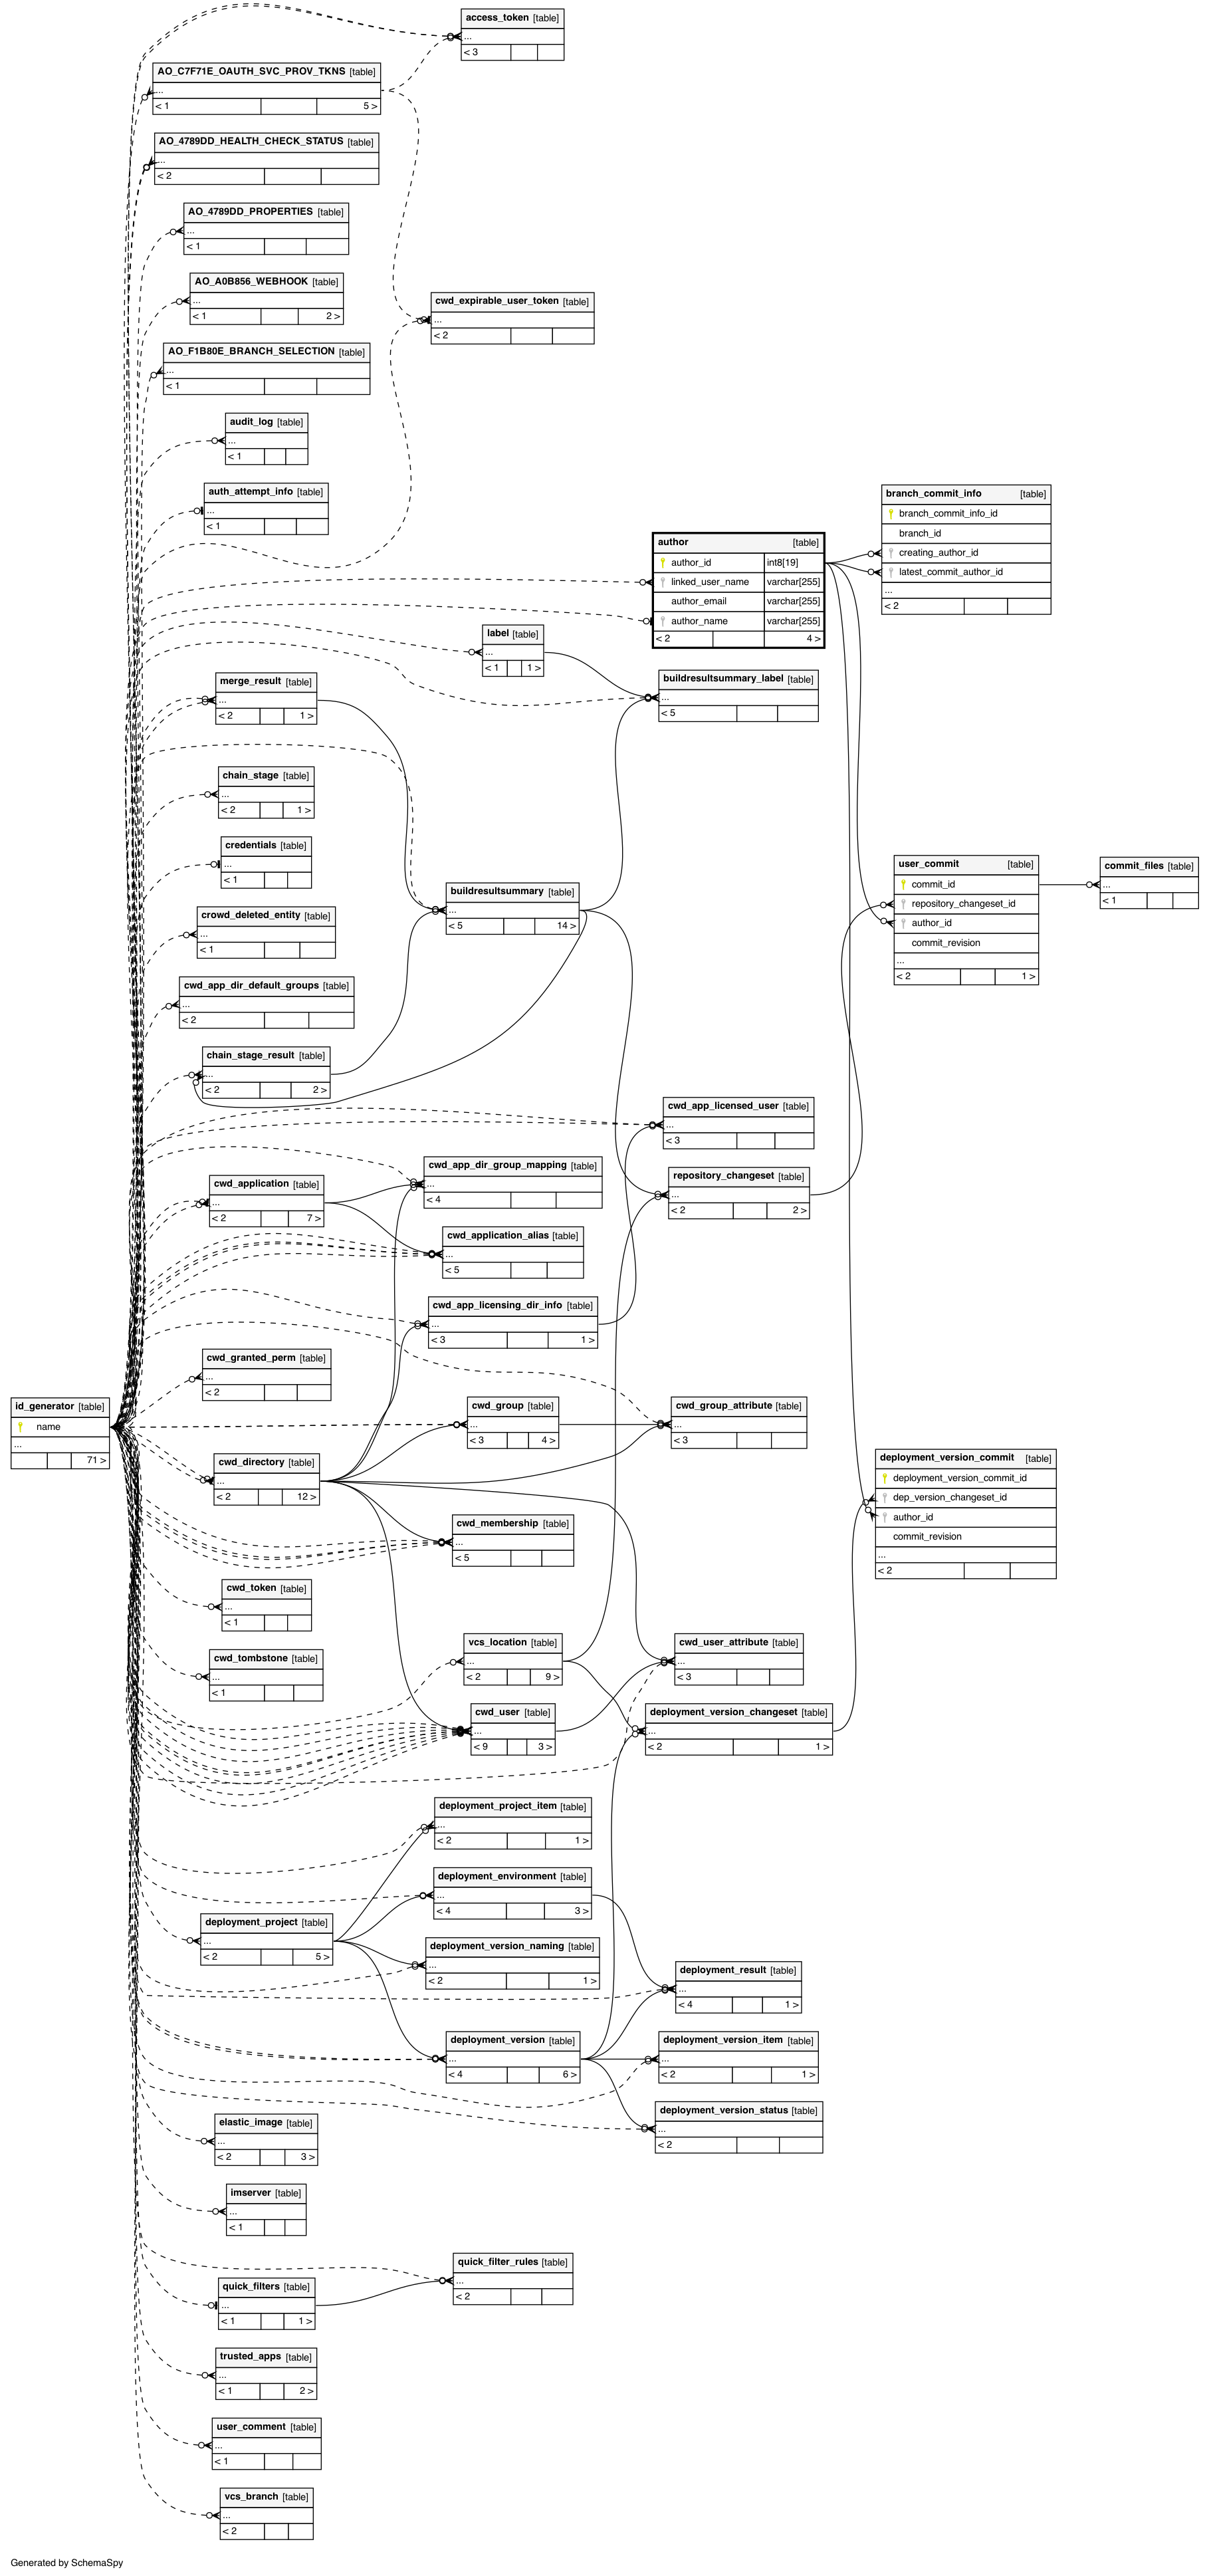 access_token [table]
...
< 3
AO_C7F71E_OAUTH_SVC_PROV_TKNS [table]
...
< 1 5 >
AO_4789DD_HEALTH_CHECK_STATUS [table]
...
< 2
AO_4789DD_PROPERTIES [table]
...
< 1
AO_A0B856_WEBHOOK [table]
...
< 1 2 >
cwd_expirable_user_token [table]
...
< 2
AO_F1B80E_BRANCH_SELECTION [table]
...
< 1
audit_log [table]
...
< 1
auth_attempt_info [table]
...
< 1
branch_commit_info [table]
branch_commit_info_id
branch_id
creating_author_id
latest_commit_author_id
...
< 2
author [table]
author_id int8[19]
linked_user_name varchar[255]
author_email varchar[255]
author_name varchar[255]
< 2 4 >
label [table]
...
< 1 1 >
merge_result [table]
...
< 2 1 >
buildresultsummary_label [table]
...
< 5
chain_stage [table]
...
< 2 1 >
credentials [table]
...
< 1
user_commit [table]
commit_id
repository_changeset_id
author_id
commit_revision
...
< 2 1 >
commit_files [table]
...
< 1
buildresultsummary [table]
...
< 5 14 >
crowd_deleted_entity [table]
...
< 1
cwd_app_dir_default_groups [table]
...
< 2
chain_stage_result [table]
...
< 2 2 >
cwd_app_licensed_user [table]
...
< 3
cwd_app_dir_group_mapping [table]
...
< 4
repository_changeset [table]
...
< 2 2 >
cwd_application [table]
...
< 2 7 >
cwd_application_alias [table]
...
< 5
cwd_app_licensing_dir_info [table]
...
< 3 1 >
cwd_granted_perm [table]
...
< 2
id_generator [table]
name
...
71 >
cwd_group [table]
...
< 3 4 >
cwd_group_attribute [table]
...
< 3
cwd_directory [table]
...
< 2 12 >
deployment_version_commit [table]
deployment_version_commit_id
dep_version_changeset_id
author_id
commit_revision
...
< 2
cwd_membership [table]
...
< 5
cwd_token [table]
...
< 1
vcs_location [table]
...
< 2 9 >
cwd_user_attribute [table]
...
< 3
cwd_tombstone [table]
...
< 1
cwd_user [table]
...
< 9 3 >
deployment_version_changeset [table]
...
< 2 1 >
deployment_project_item [table]
...
< 2 1 >
deployment_environment [table]
...
< 4 3 >
deployment_project [table]
...
< 2 5 >
deployment_version_naming [table]
...
< 2 1 >
deployment_result [table]
...
< 4 1 >
deployment_version [table]
...
< 4 6 >
deployment_version_item [table]
...
< 2 1 >
deployment_version_status [table]
...
< 2
elastic_image [table]
...
< 2 3 >
imserver [table]
...
< 1
quick_filter_rules [table]
...
< 2
quick_filters [table]
...
< 1 1 >
trusted_apps [table]
...
< 1 2 >
user_comment [table]
...
< 1
vcs_branch [table]
...
< 2
Generated by SchemaSpy